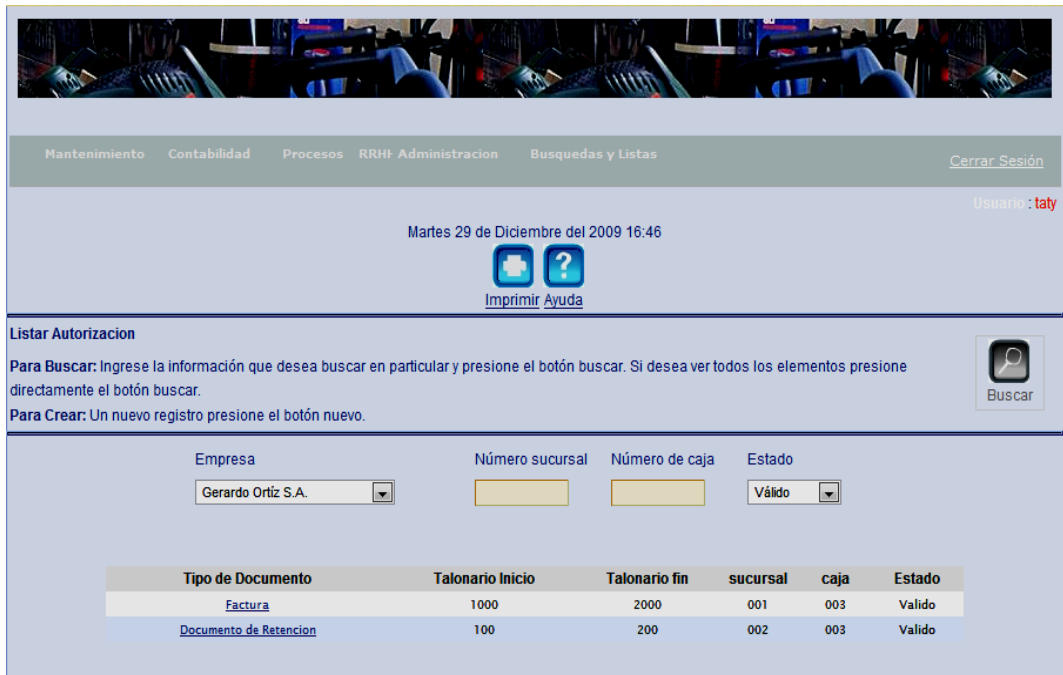 Mantenimiento Contabilidad Procesos RRHH Administracion Busquedas y Listas
Cerrar Sesión
Usuario : taty
Martes 29 de Diciembre del 2009 16:46
Imprimir Ayuda
Listar Autorizacion
Para Buscar: Ingrese la información que desea buscar en particular y presione el botón buscar. Si desea ver todos los elementos presione
directamente el botón buscar.
Buscar
Para Crear: Un nuevo registro presione el botón nuevo.
Empresa Número sucursal Número de caja Estado
Gerardo Ortíz S.A. Válido
Tipo de Documento Talonario Inicio Talonario fin sucursal caja Estado
Factura 1000 2000 001 003 Valido
Documento de Retencion 100 200 002 003 Valido